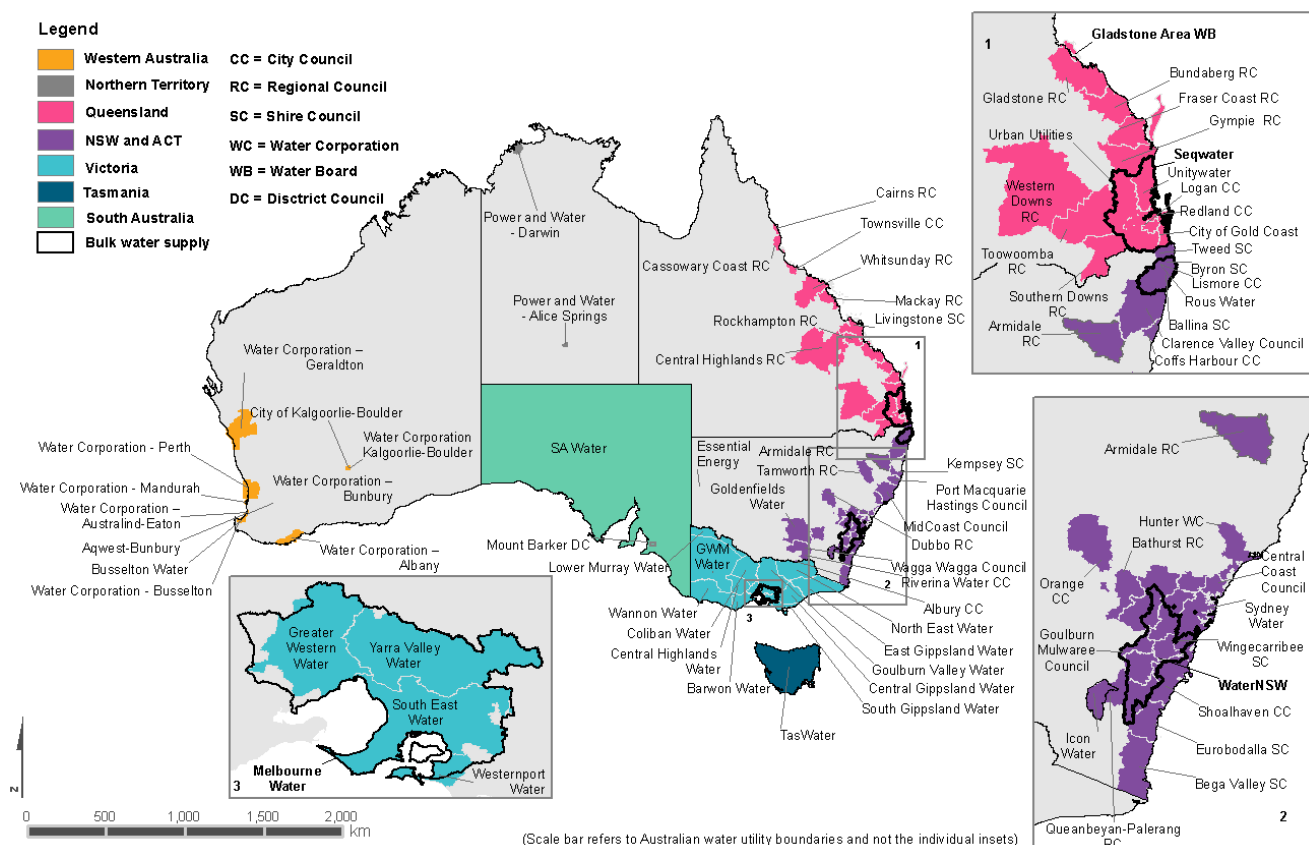 Legend
Western Australia
Northern Territory
Queensland
NSW and ACT
Victoria
Tasmania
South Australia
Bulk water supply
CC = City Council
RC = Regional Council
SC = Shire Council
WC = Water Corporation
WB = Water Board
DC = Disctrict Council
Power and Water
- Darwin
Power and Water
- Alice Springs
Cairns RC
Townsville CC
Cassowary Coast RC
Whitsunday RC
Mackay RC
Livingstone SC
Rockhampton RC
Central Highlands RC
1
Water Corporation –
Geraldton
City of Kalgoorlie-Boulder
Water Corporation
Kalgoorlie-Boulder
Water Corporation - Perth
Water Corporation - Mandurah
Water Corporation –
Australind-Eaton
Water Corporation –
Bunbury
Aqwest-Bunbury
Busselton Water
Water Corporation - Busselton
Water Corporation –
Albany
SA Water
Mount Barker DC
Lower Murray Water
Essential
Energy
Armidale RC
Tamworth RC
Goldenfields
Water
Kempsey SC
Port Macquarie
Hastings Council
MidCoast Council
Dubbo RC
Wagga Wagga Council
2
Riverina Water CC
Albury CC
North East Water
East Gippsland Water
Goulburn Valley Water
Central Gippsland Water
South Gippsland Water
GWM
Water
3
Wannon Water
Coliban Water
Central Highlands
Water
Barwon Water
TasWater
1
Gladstone Area WB
Bundaberg RC
Gladstone RC
Fraser Coast RC
Gympie RC
Urban Utilities
Seqwater
Unitywater
Logan CC
Western
Downs
RC
Redland CC
City of Gold Coast
Toowoomba
RC
Tweed SC
Byron SC
Lismore CC
Southern Downs
RC
Rous Water
Armidale
RC
Ballina SC
Clarence Valley Council
Coffs Harbour CC
Armidale RC
Hunter WC
Bathurst RC
Orange
CC
Central
Coast
Council
Sydney
Water
Goulburn
Mulwaree
Council
Wingecarribee
SC
WaterNSW
Shoalhaven CC
Icon
Water
Eurobodalla SC
Bega Valley SC
Queanbeyan-Palerang
RC
2
Greater
Western
Water
Yarra Valley
Water
South East
Water
Melbourne
Water
Westernport
Water
3
N
0 500 1,000 1,500 2,000
km
(Scale bar refers to Australian water utility boundaries and not the individual insets)